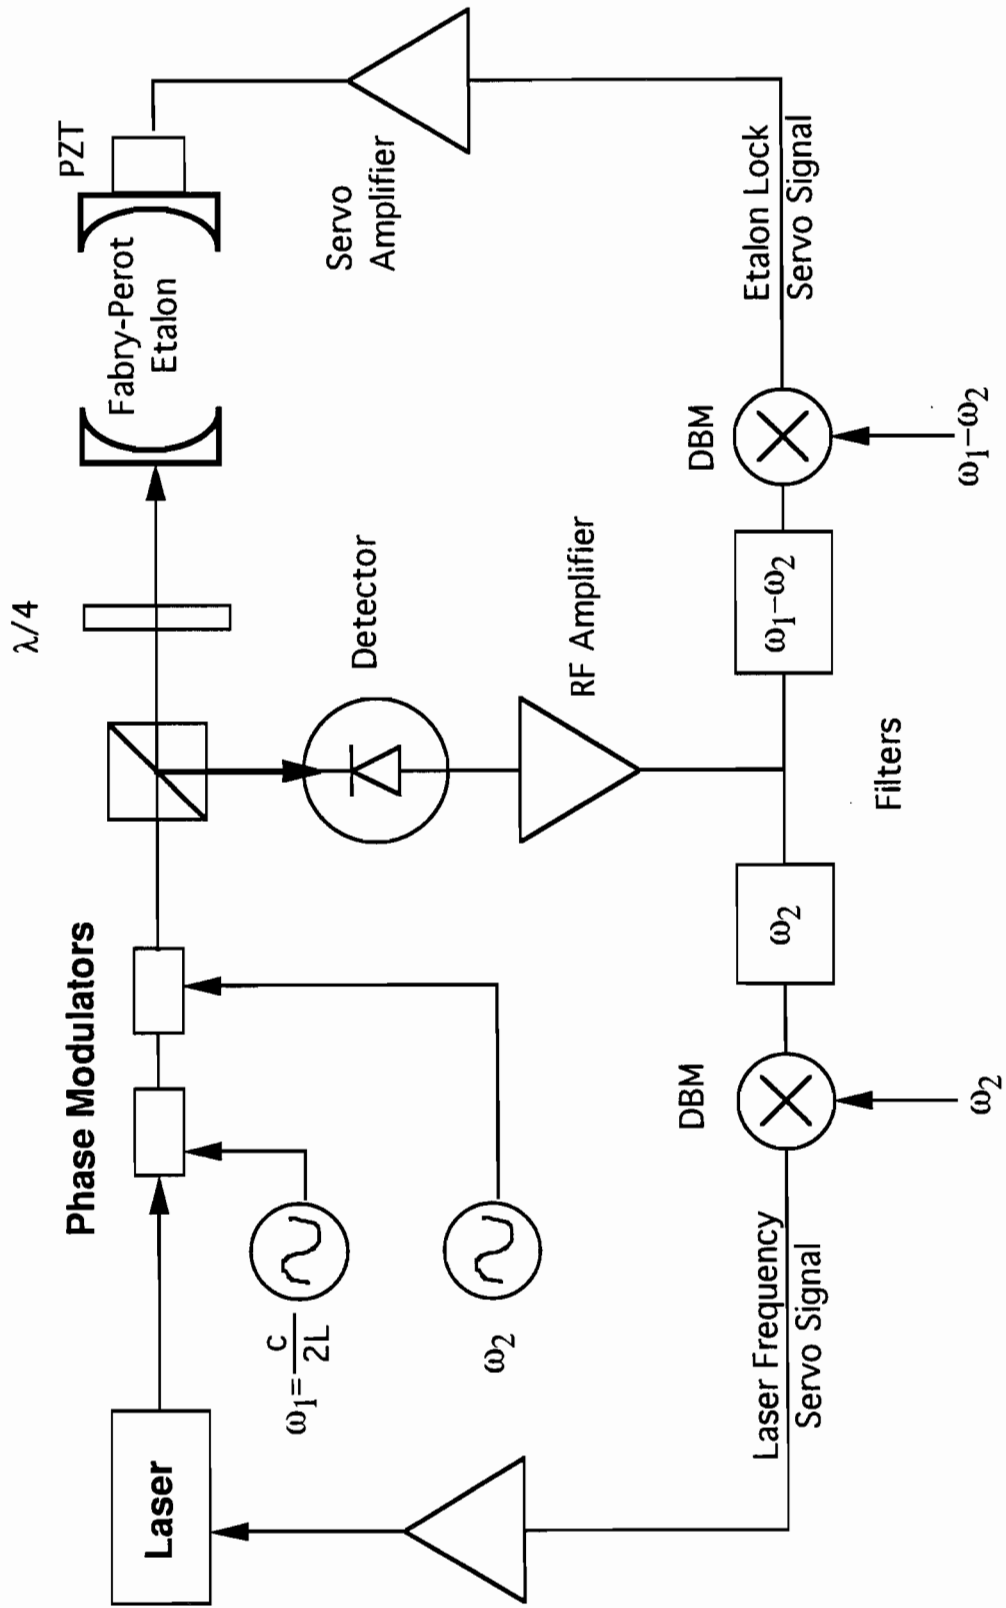 λ/4
PZT
Phase Modulators
Fabry-Perot
Etalon
Laser
ω₁=c/2L
ω₂
Detector
Servo
Amplifier
RF Amplifier
DBM
DBM
Laser Frequency
Servo Signal
ω₂
ω₁–ω₂
Etalon Lock
Servo Signal
Filters
ω₂
ω₁–ω₂